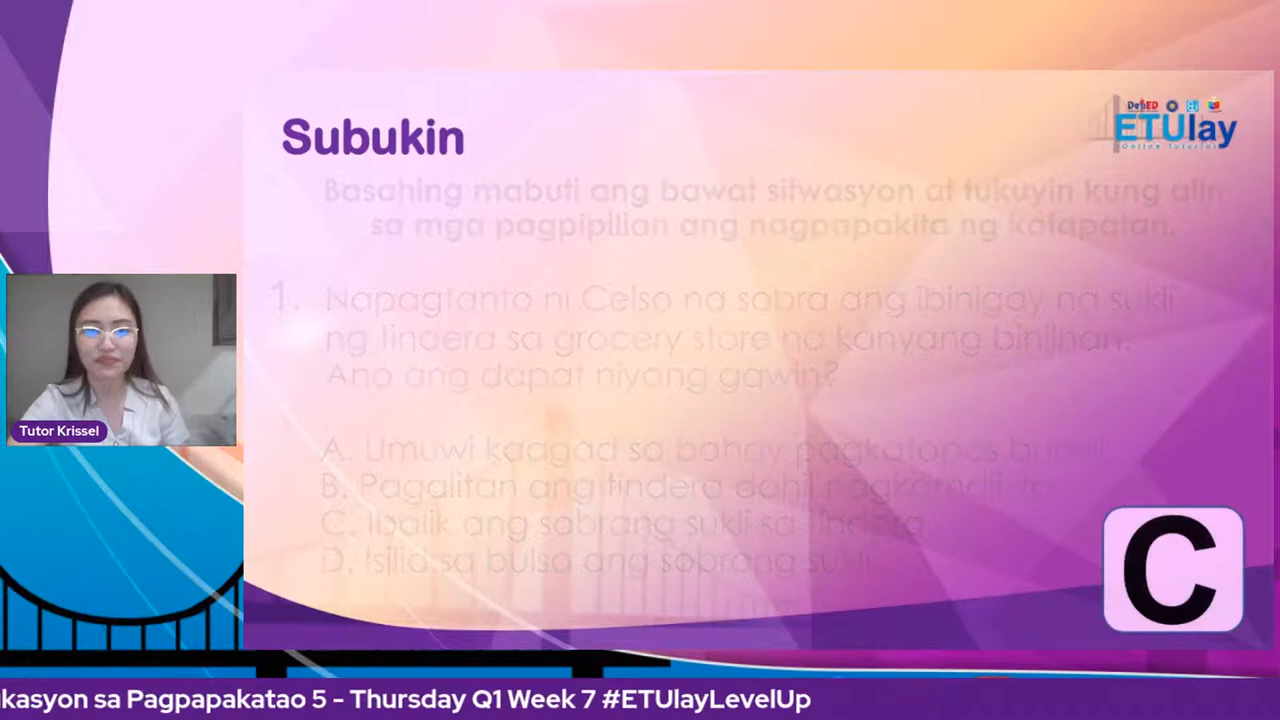 Subukin
DepED
ETUlay
Online Tutorial
Basahing mabuti ang bawat sitwasyon at tukuyin kung alin
sa mga pagpipilian ang nagpapakita ng katapatan.
1. Napagtanto ni Celso na sobra ang ibinigay na sukli
ng tindera sa grocery store na kanyang binilhan.
Ano ang dapat niyang gawin?
A. Umuwi kaagad sa bahay pagkatapos
B. Pagalitan ang tindera dahil nagkamali
C. Ibalik ang sobrang sukli sa tindera.
D. Isilid sa bulsa ang sobrang sukli
Tutor Krissel
C
kasyon sa Pagpapakatao 5 - Thursday Q1 Week 7 #ETUlayLevelUp